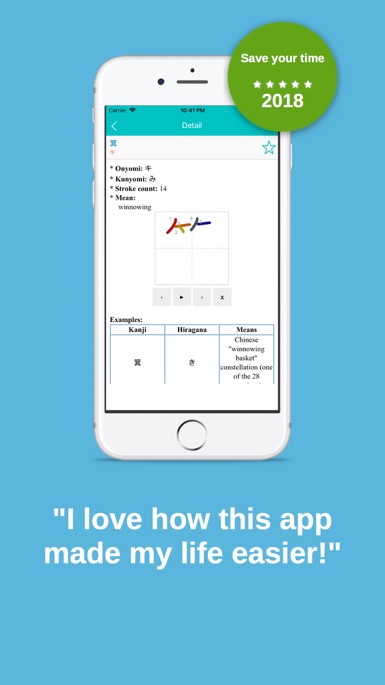 Save your time
2018
Carrier 10:41 PM
Detail
箕
キ
* Onyomi: キ
* Kunyomi: み
* Stroke count: 14
* Mean:
winnowing
x
Examples:
Kanji Hiragana Means
箕 き Chinese
"winnowing
basket"
constellation (one
of the 28
"I love how this app
made my life easier!"